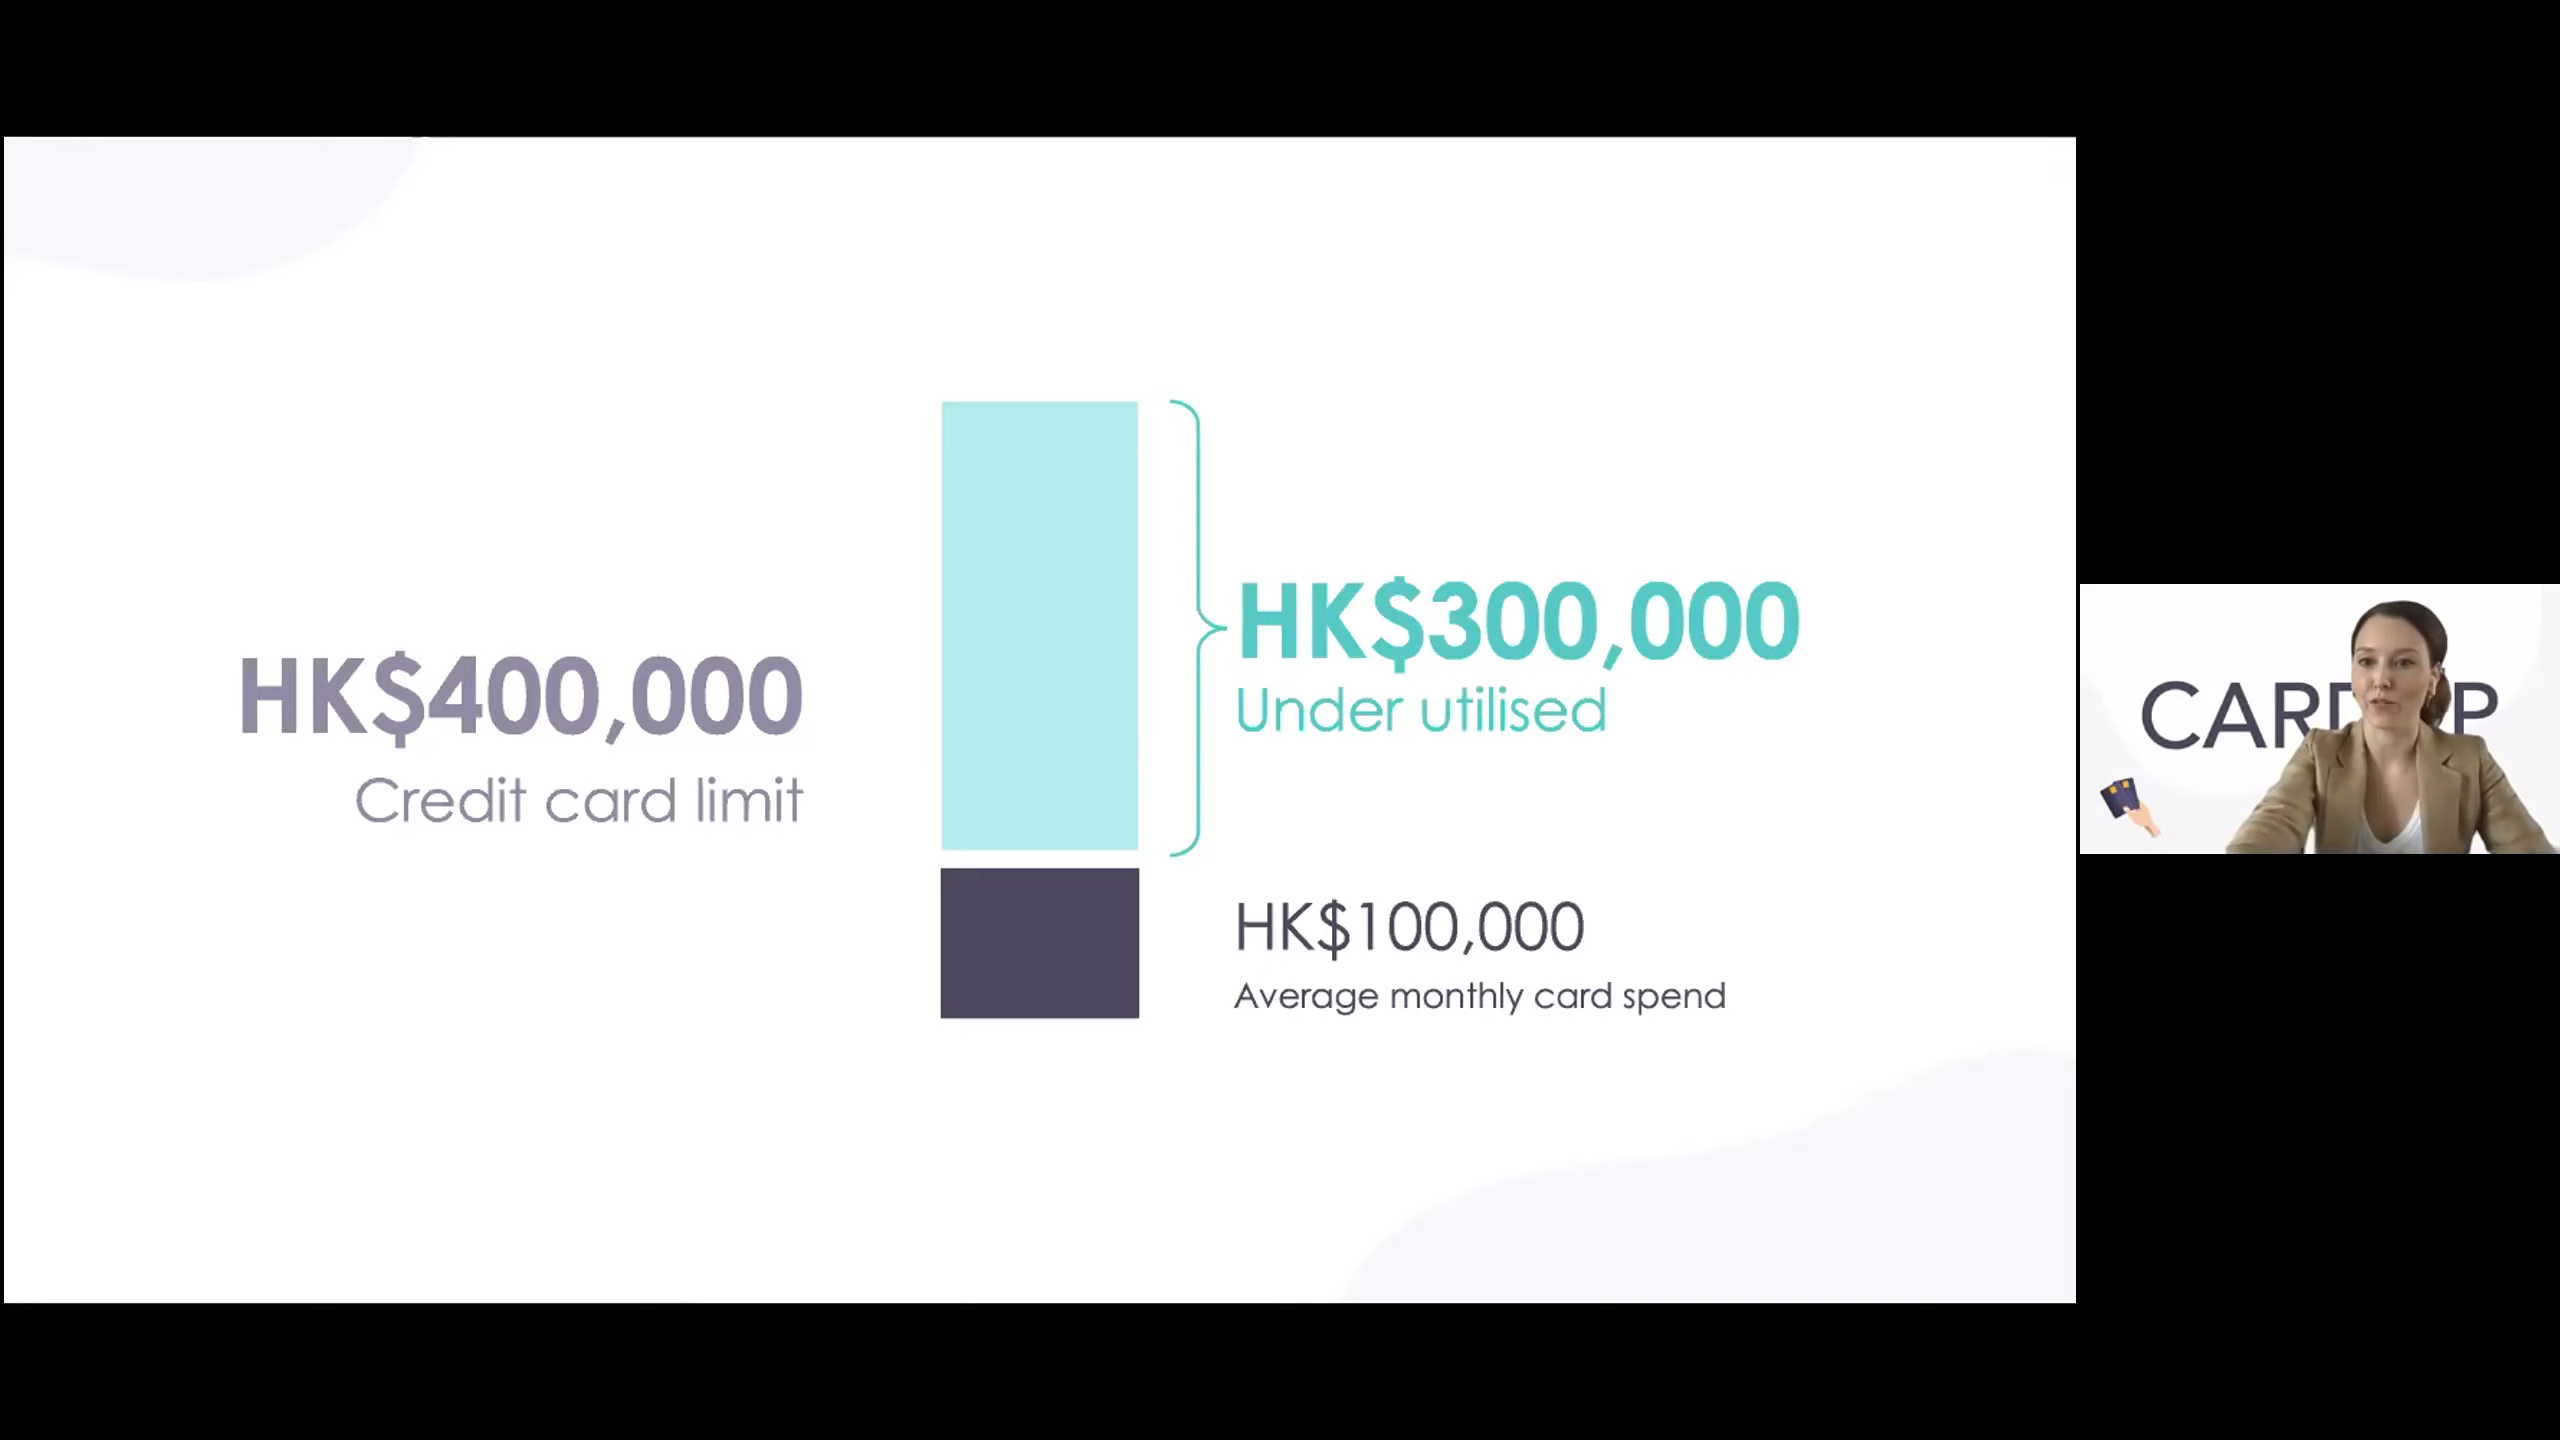 HK$400,000
Credit card limit
HK$300,000
Under utilised
HK$100,000
Average monthly card spend